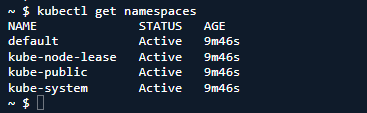 ~ $ kubectl get namespaces
NAME              STATUS   AGE
default           Active   9m46s
kube-node-lease   Active   9m46s
kube-public       Active   9m46s
kube-system       Active   9m46s
~ $